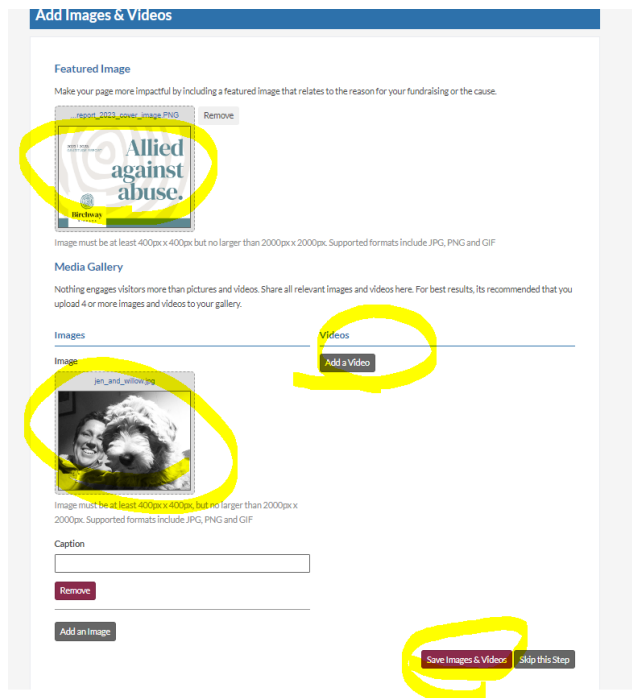 Add Images & Videos
Featured Image
Make your page more impactful by including a featured image that relates to the reason for your fundraising or the cause.
...report_2023_cover_image.PNG
Remove
Allied
against
abuse.
Birchway
Image must be at least 400px x 400px but no larger than 2000px x 2000px. Supported formats include JPG, PNG and GIF
Media Gallery
Nothing engages visitors more than pictures and videos. Share all relevant images and videos here. For best results, its recommended that you
upload 4 or more images and videos to your gallery.
Images
Videos
Image
Add a Video
jen_and_willow.jpg
Image must be at least 400px x 400px, but no larger than 2000px x
2000px. Supported formats include JPG, PNG and GIF
Caption
Remove
Add an Image
Save Images & Videos
Skip this Step